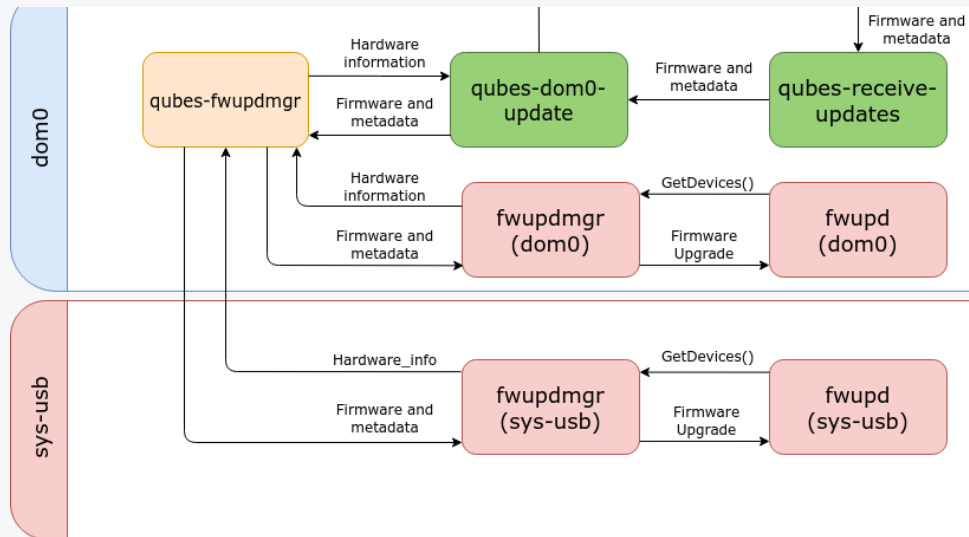 Firmware and
metadata
dom0
qubes-fwupdmgr
Hardware
information
Firmware and
metadata
qubes-dom0-
update
Firmware and
metadata
qubes-receive-
updates
Hardware
information
Firmware and
metadata
fwupdmgr
(dom0)
GetDevices()
Firmware
Upgrade
fwupd
(dom0)
sys-usb
Hardware_info
Firmware and
metadata
fwupdmgr
(sys-usb)
GetDevices()
Firmware
Upgrade
fwupd
(sys-usb)